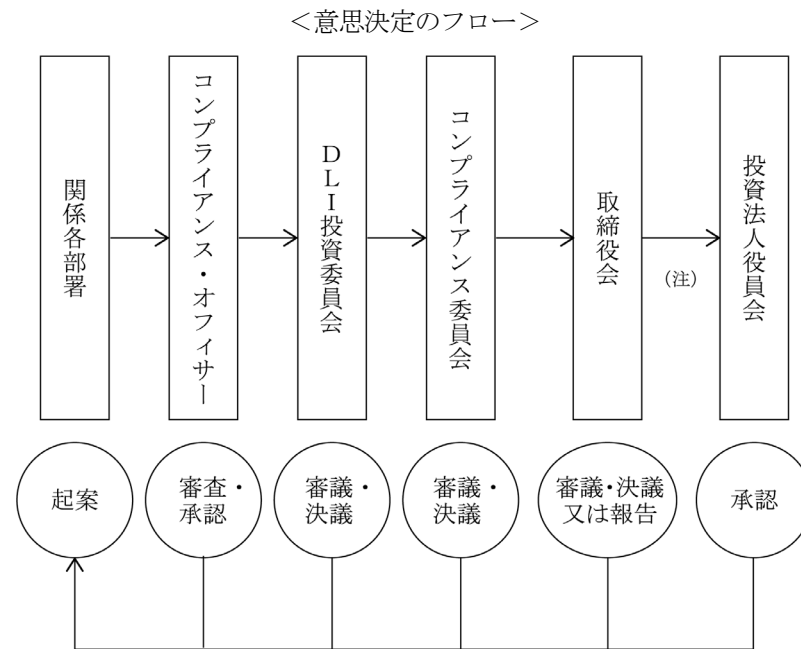 ＜意思決定のフロー＞
関係各部署
コンプライアンス・オフィサー
DLI投資委員会
コンプライアンス委員会
取締役会
（注）
投資法人役員会
起案
審査・
承認
審議・
決議
審議・
決議
審議・決議
又は報告
承認